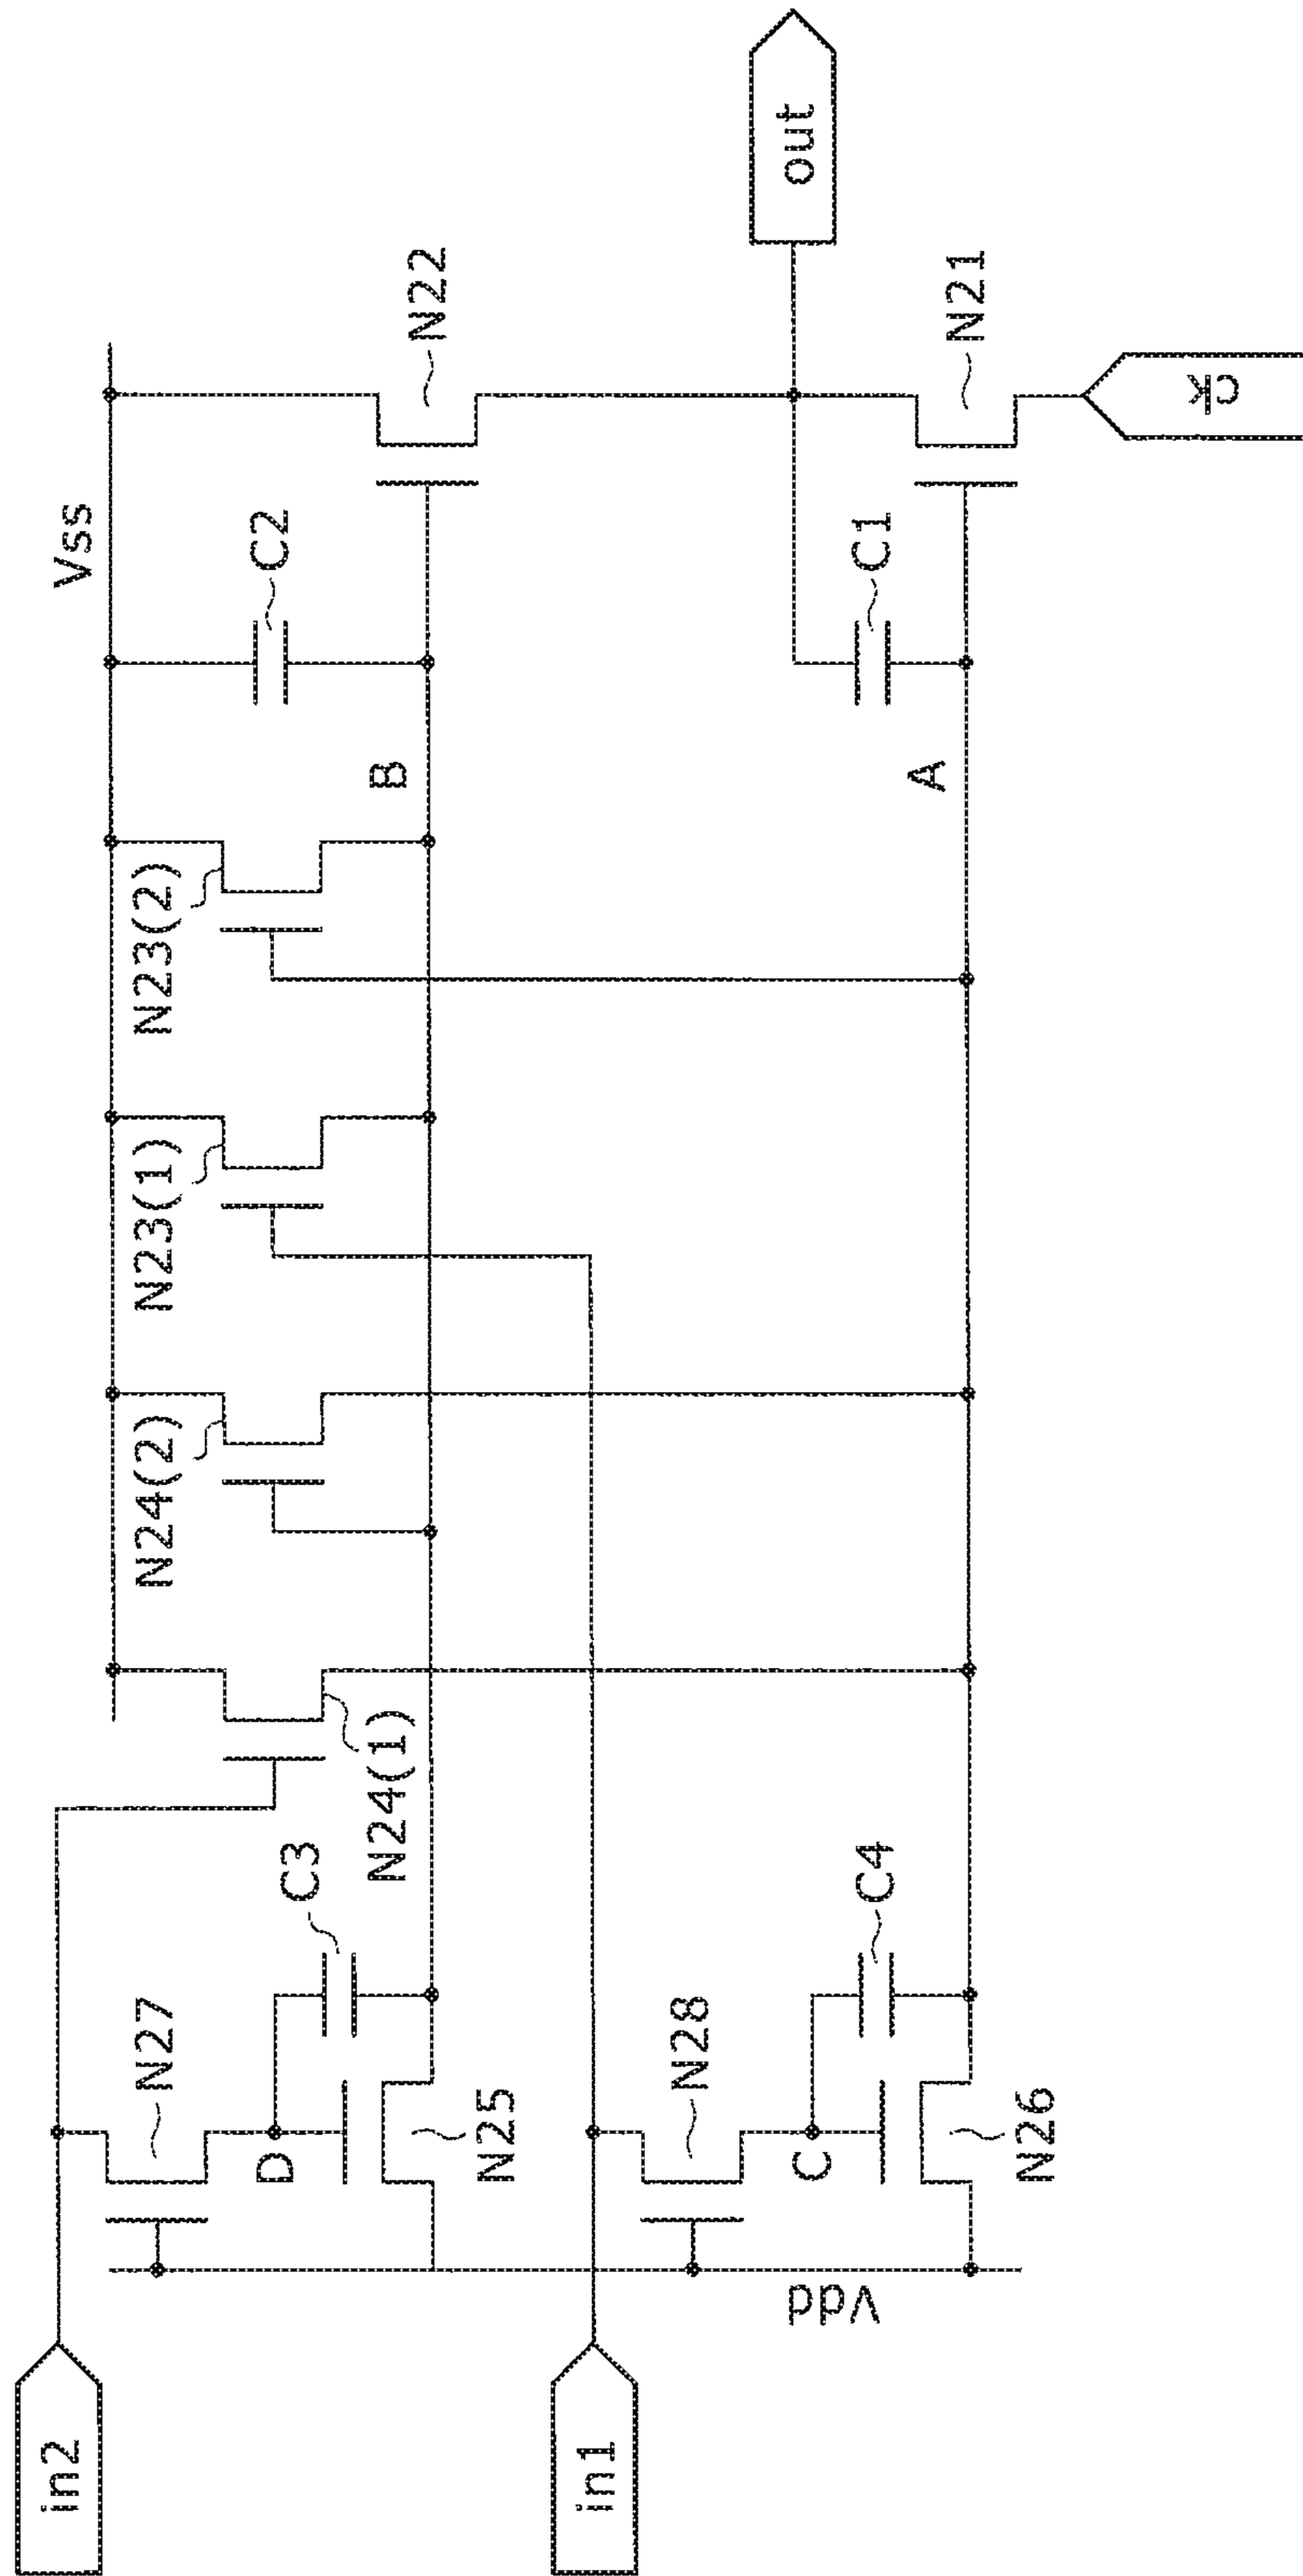 in2
N27
D
C3
N25
N24(1)
N24(2)
N23(1)
N23(2)
B
C2
Vss
N22
in1
Vdd
N28
C
C4
N26
A
C1
N21
out
ck